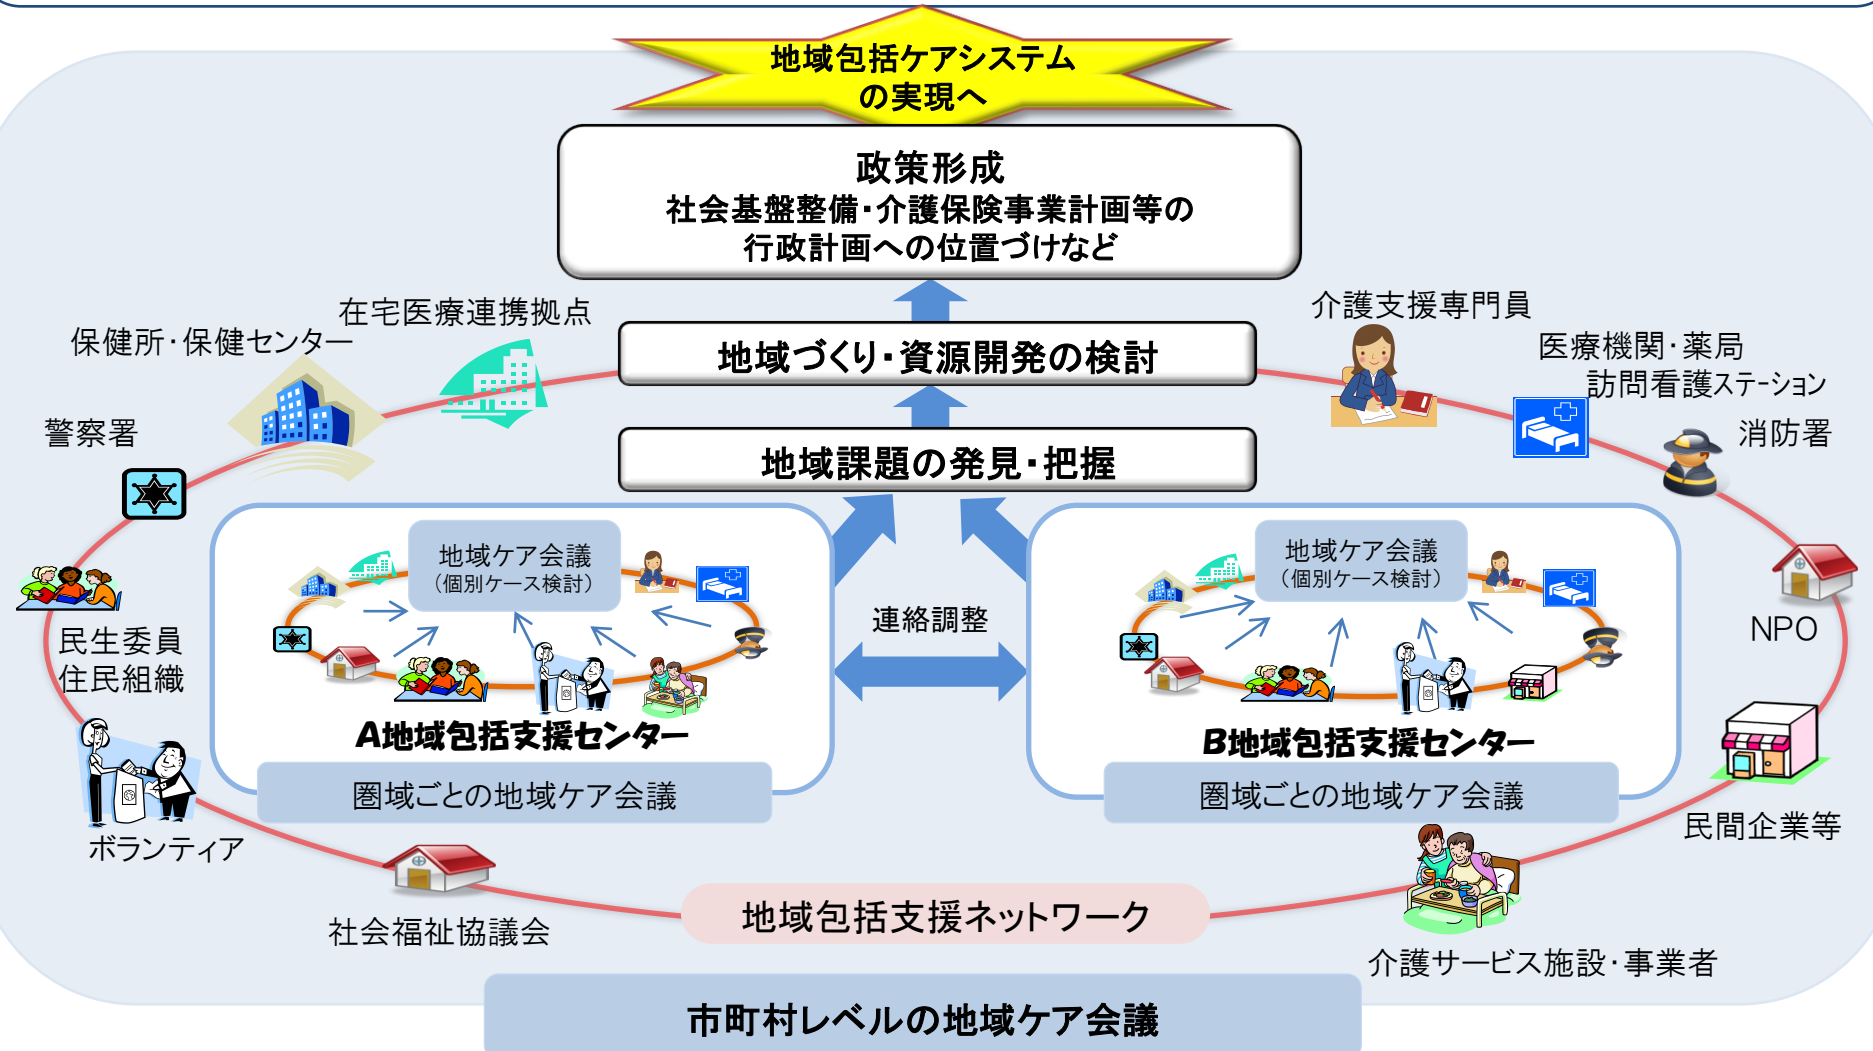 地域包括ケアシステム
の実現へ
政策形成
社会基盤整備・介護保険事業計画等の
行政計画への位置づけなど
在宅医療連携拠点
保健所・保健センター
介護支援専門員
医療機関・薬局
訪問看護ステーション
地域づくり・資源開発の検討
警察署
消防署
地域課題の発見・把握
地域ケア会議
（個別ケース検討）
地域ケア会議
（個別ケース検討）
連絡調整
民生委員
住民組織
NPO
A地域包括支援センター
B地域包括支援センター
圏域ごとの地域ケア会議
圏域ごとの地域ケア会議
ボランティア
民間企業等
社会福祉協議会
地域包括支援ネットワーク
介護サービス施設・事業者
市町村レベルの地域ケア会議